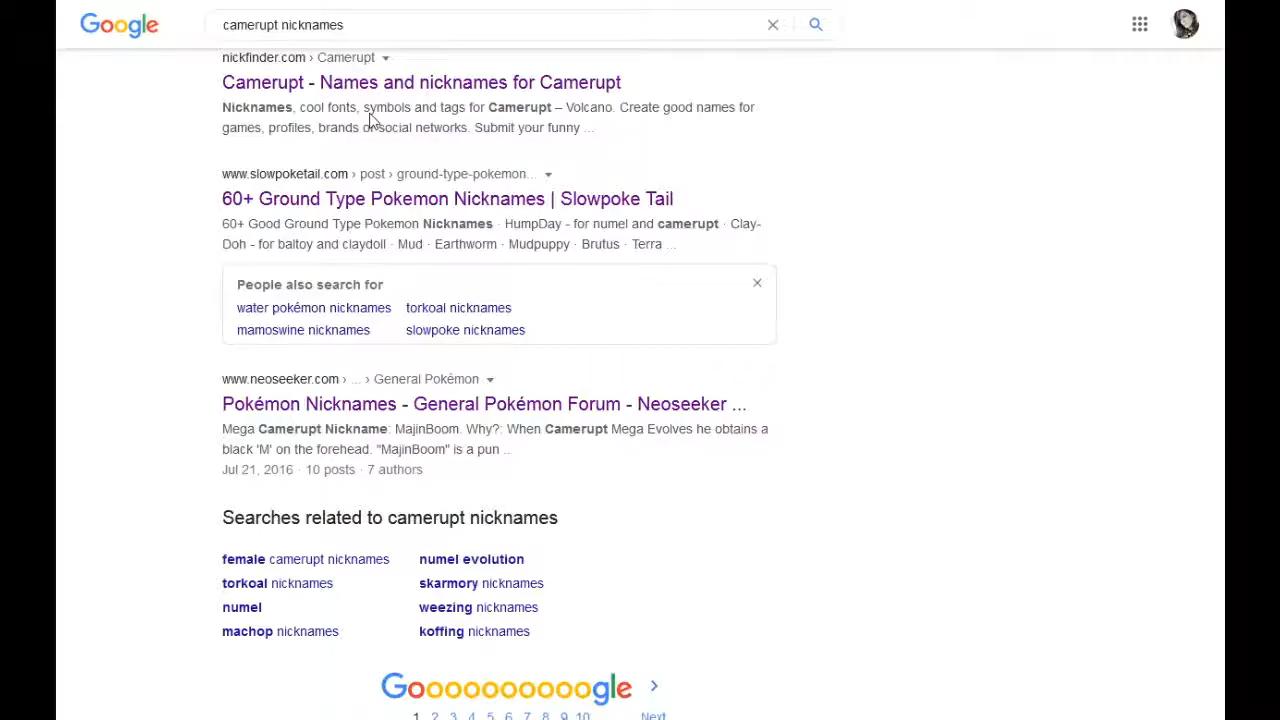 Google
camerupt nicknames
nickfinder.com › Camerupt
Camerupt - Names and nicknames for Camerupt
Nicknames, cool fonts, symbols and tags for Camerupt – Volcano. Create good names for
games, profiles, brands or social networks. Submit your funny ...
www.slowpoketail.com › post › ground-type-pokemon...
60+ Ground Type Pokemon Nicknames | Slowpoke Tail
60+ Good Ground Type Pokemon Nicknames · HumpDay - for numel and camerupt · Clay-
Doh - for baltoy and claydoll · Mud · Earthworm · Mudpuppy · Brutus · Terra ...
People also search for
water pokémon nicknames torkoal nicknames
mamoswine nicknames slowpoke nicknames
www.neoseeker.com › ... › General Pokémon
Pokémon Nicknames - General Pokémon Forum - Neoseeker ...
Mega Camerupt Nickname: MajinBoom. Why?: When Camerupt Mega Evolves he obtains a
black 'M' on the forehead. "MajinBoom" is a pun ...
Jul 21, 2016 · 10 posts · 7 authors
Searches related to camerupt nicknames
female camerupt nicknames numel evolution
torkoal nicknames skarmory nicknames
numel weezing nicknames
machop nicknames koffing nicknames
Goooooooooogle >
1 2 3 4 5 6 7 8 9 10 Next